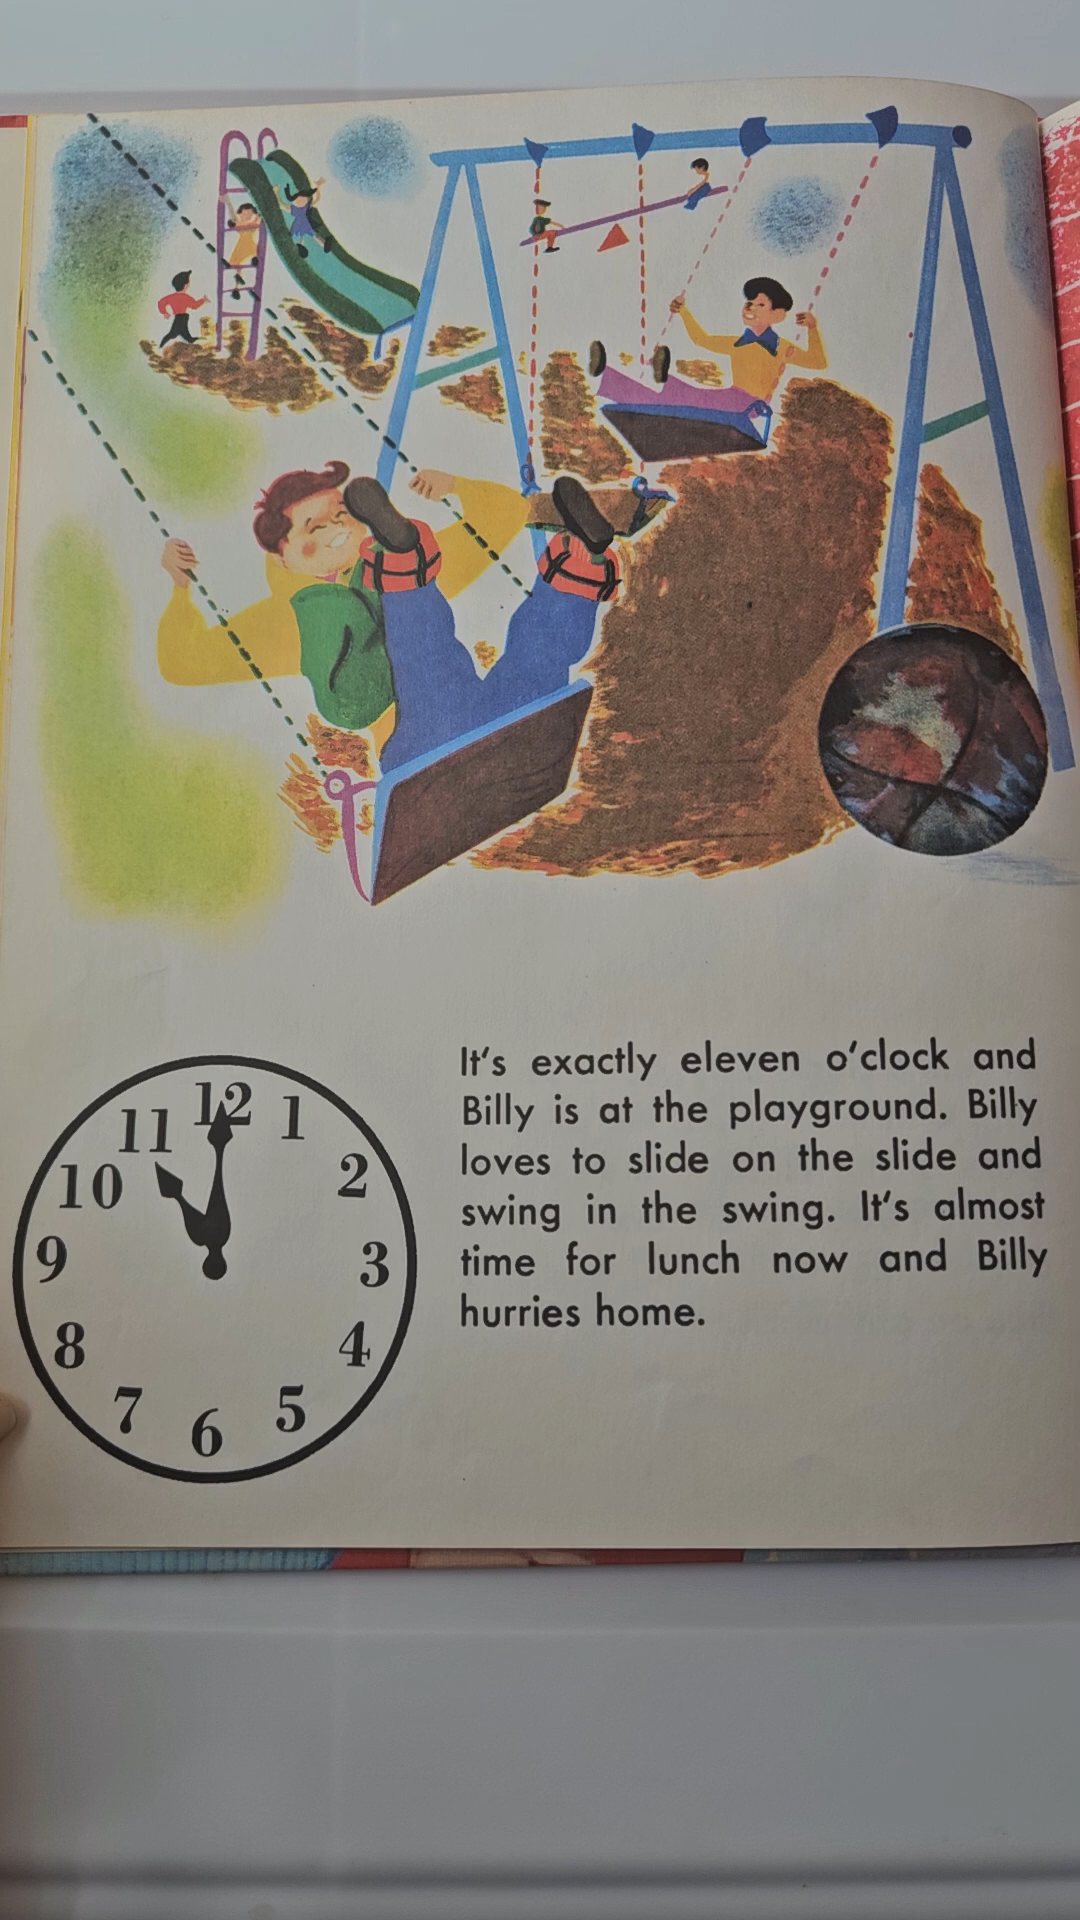 12
11
1
10
2
9
3
8
4
7
5
6
It's exactly eleven o'clock and
Billy is at the playground. Billy
loves to slide on the slide and
swing in the swing. It's almost
time for lunch now and Billy
hurries home.